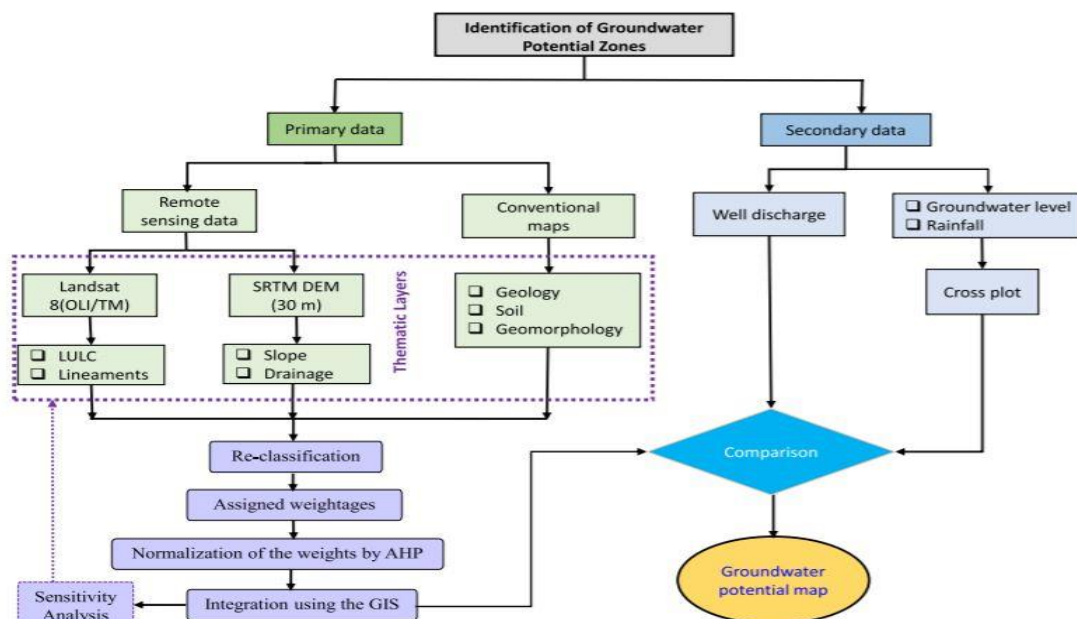 Identification of Groundwater
Potential Zones
Primary data
Secondary data
Remote
sensing data
Conventional
maps
Well discharge
❑ Groundwater level
❑ Rainfall
Landsat
8(OLI/TM)
SRTM DEM
(30 m)
Thematic Layers
❑ Geology
❑ Soil
❑ Geomorphology
Cross plot
❑ LULC
❑ Lineaments
❑ Slope
❑ Drainage
Re-classification
Comparison
Assigned weightages
Normalization of the weights by AHP
Groundwater
potential map
Sensitivity
Analysis
Integration using the GIS